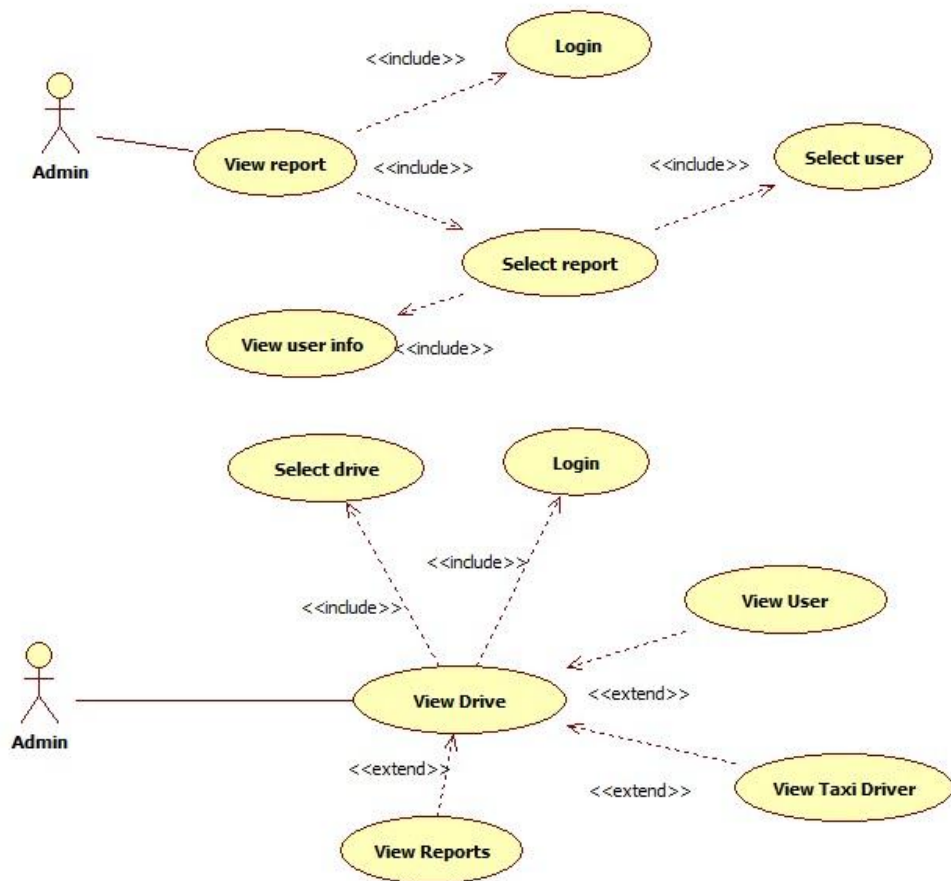 Login
<<include>>
Admin
View report
<<include>>
<<include>>
Select user
Select report
View user info
<<include>>
Select drive
Login
<<include>>
<<include>>
View User
Admin
View Drive
<<extend>>
<<extend>>
<<extend>>
View Taxi Driver
View Reports